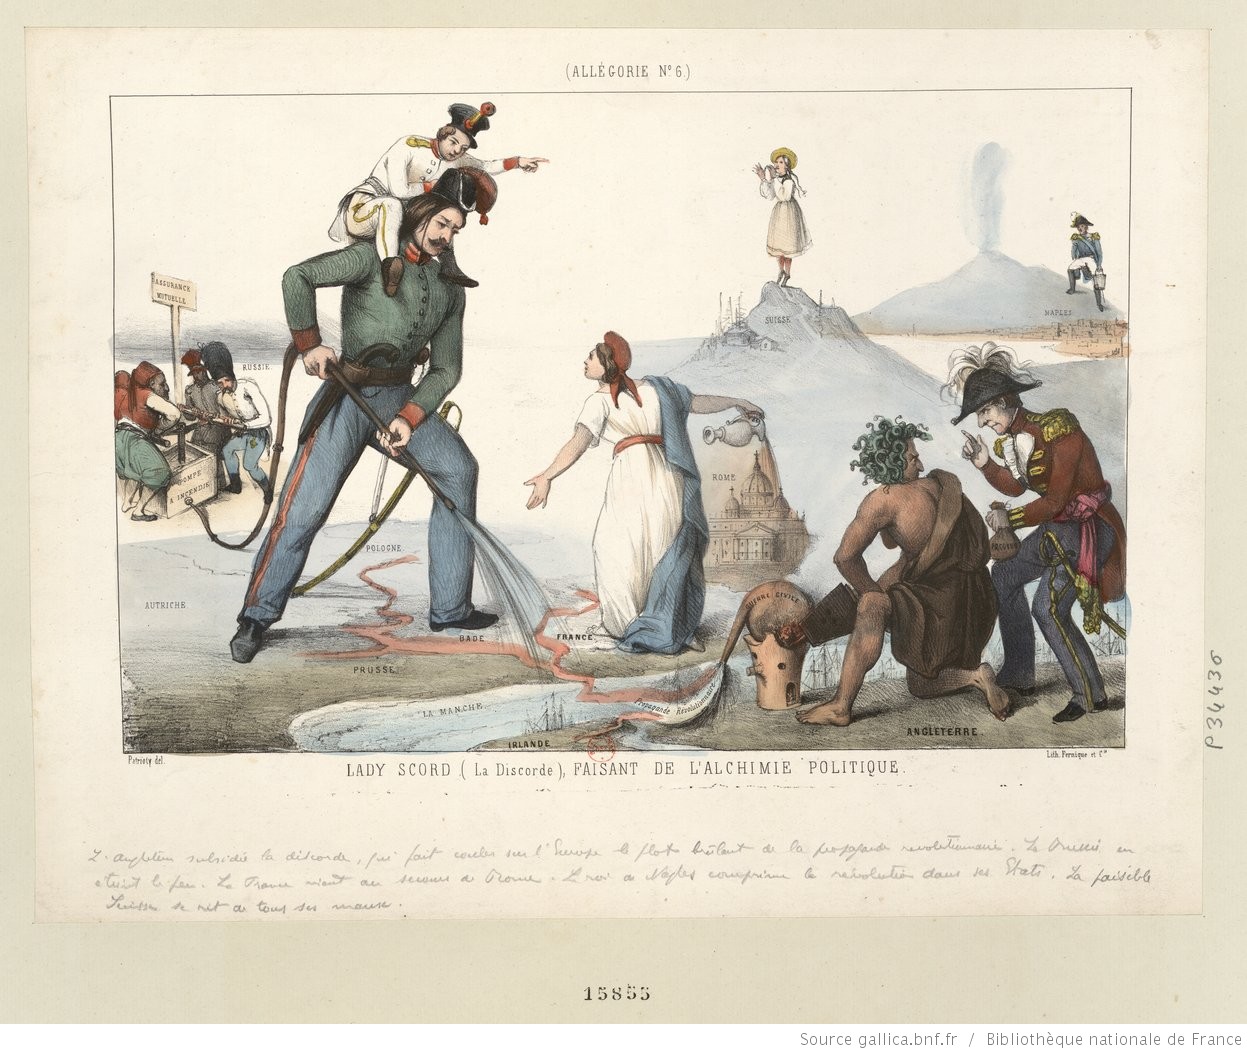 (ALLÉGORIE Nº 6.)
ASSURANCE
MUTUELLE
RUSSIE
POMPE
A INCENDIE
SUISSE
NAPLES
ROME
POLOGNE
AUTRICHE
GUERRE CIVILE
BADE
FRANCE
PRUSSE
LA MANCHE
Propagande Révolutionnaire
IRLANDE
ANGLETERRE
Petrioty del.
Lith. Fernique et Cie
LADY SCORD (La Discorde), FAISANT DE L'ALCHIMIE POLITIQUE.
L'angleterre subsidie la discorde, qui fait couler sur l'Europe le flot brûlant de la propagande révolutionnaire. La Russie en
éteint le feu. La France vient au secours de Rome. Le roi de Naples comprime la révolution dans ses Etats. La paisible
Suisse se rit de tous ses maux.
P34436
15855
Source gallica.bnf.fr / Bibliothèque nationale de France